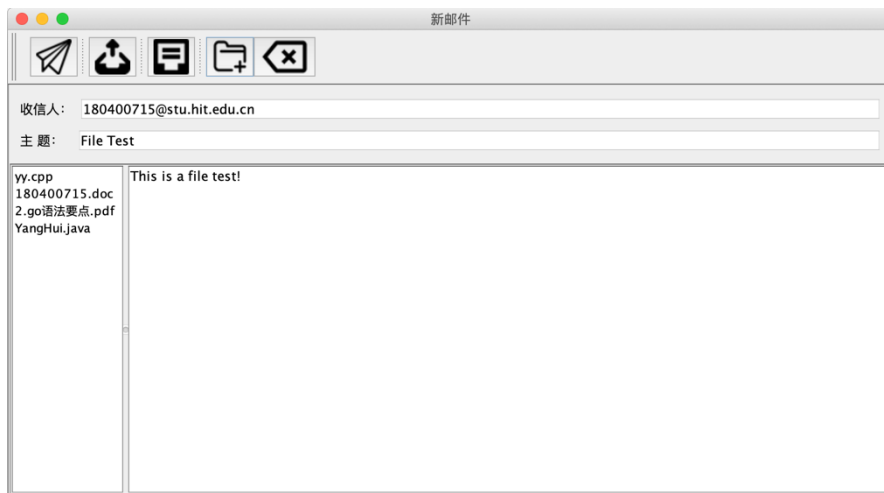 新邮件
收信人: 180400715@stu.hit.edu.cn
主 题: File Test
yy.cpp
180400715.doc
2.go语法要点.pdf
YangHui.java
This is a file test!